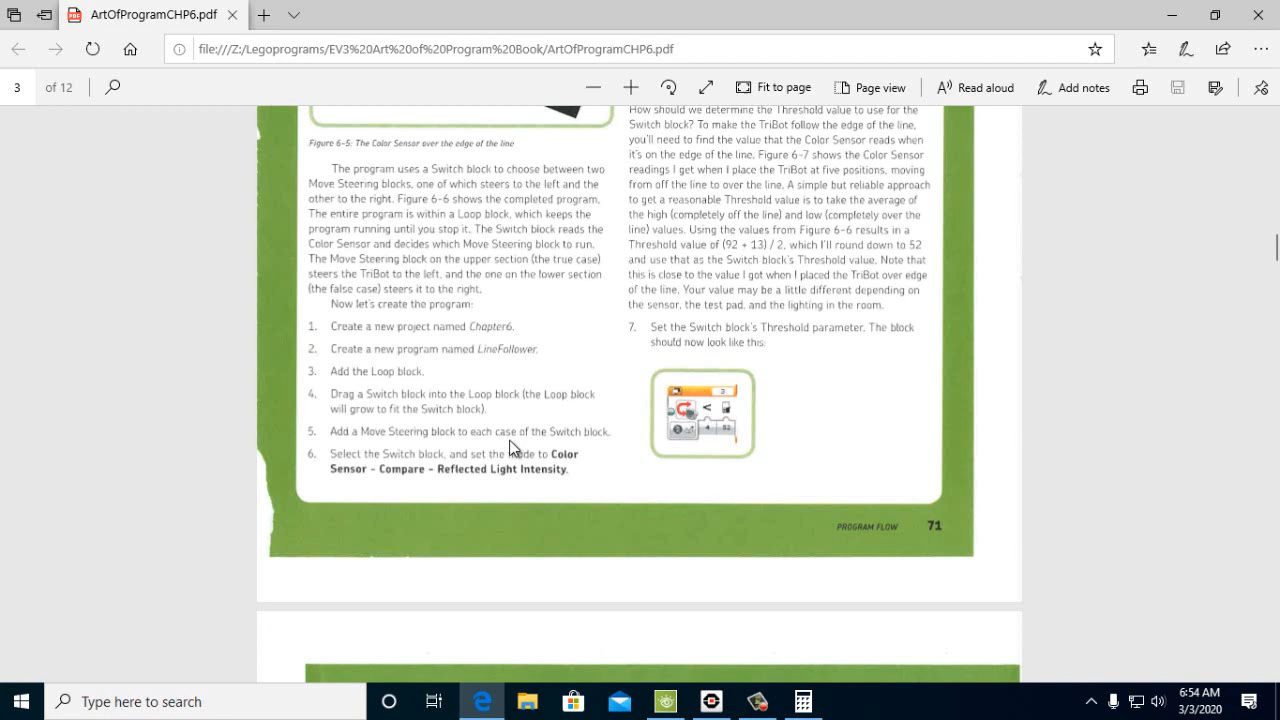 ArtOfProgramCHP6.pdf
file:///Z:/Legoprograms/EV3%20Art%20of%20Program%20Book/ArtOfProgramCHP6.pdf
3 of 12
Fit to page
Page view
Read aloud
Add notes
Figure 6-5: The Color Sensor over the edge of the line
The program uses a Switch block to choose between two
Move Steering blocks, one of which steers to the left and the
other to the right. Figure 6-6 shows the completed program.
The entire program is within a Loop block, which keeps the
program running until you stop it. The Switch block reads the
Color Sensor and decides which Move Steering block to run.
The Move Steering block on the upper section (the true case)
steers the TriBot to the left, and the one on the lower section
(the false case) steers it to the right.
Now let's create the program:
1. Create a new project named Chapter6.
2. Create a new program named LineFollower.
3. Add the Loop block.
4. Drag a Switch block into the Loop block (the Loop block
will grow to fit the Switch block).
5. Add a Move Steering block to each case of the Switch block.
6. Select the Switch block, and set the mode to Color
Sensor - Compare - Reflected Light Intensity.
How should we determine the Threshold value to use for the
Switch block? To make the TriBot follow the edge of the line,
you'll need to find the value that the Color Sensor reads when
it's on the edge of the line. Figure 6-7 shows the Color Sensor
readings I get when I place the TriBot at five positions, moving
from off the line to over the line. A simple but reliable approach
to get a reasonable Threshold value is to take the average of
the high (completely off the line) and low (completely over the
line) values. Using the values from Figure 6-6 results in a
Threshold value of (92 + 13) / 2, which I'll round down to 52
and use that as the Switch block's Threshold value. Note that
this is close to the value I got when I placed the TriBot over edge
of the line. Your value may be a little different depending on
the sensor, the test pad, and the lighting in the room.
7. Set the Switch block's Threshold parameter. The block
should now look like this:
3
<
4 52
PROGRAM FLOW 71
Type here to search
6:54 AM
3/3/2020